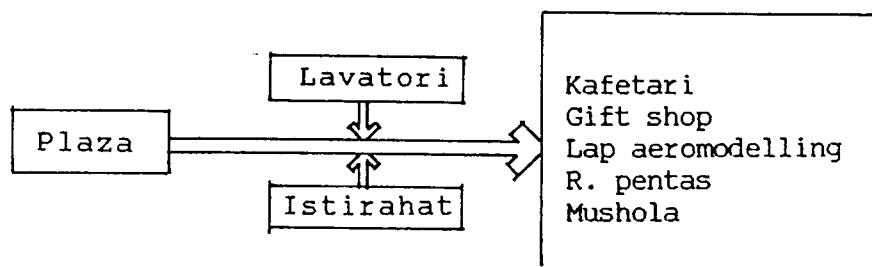 Lavatori
Plaza
Istirahat
Kafetari
Gift shop
Lap aeromodelling
R. pentas
Mushola